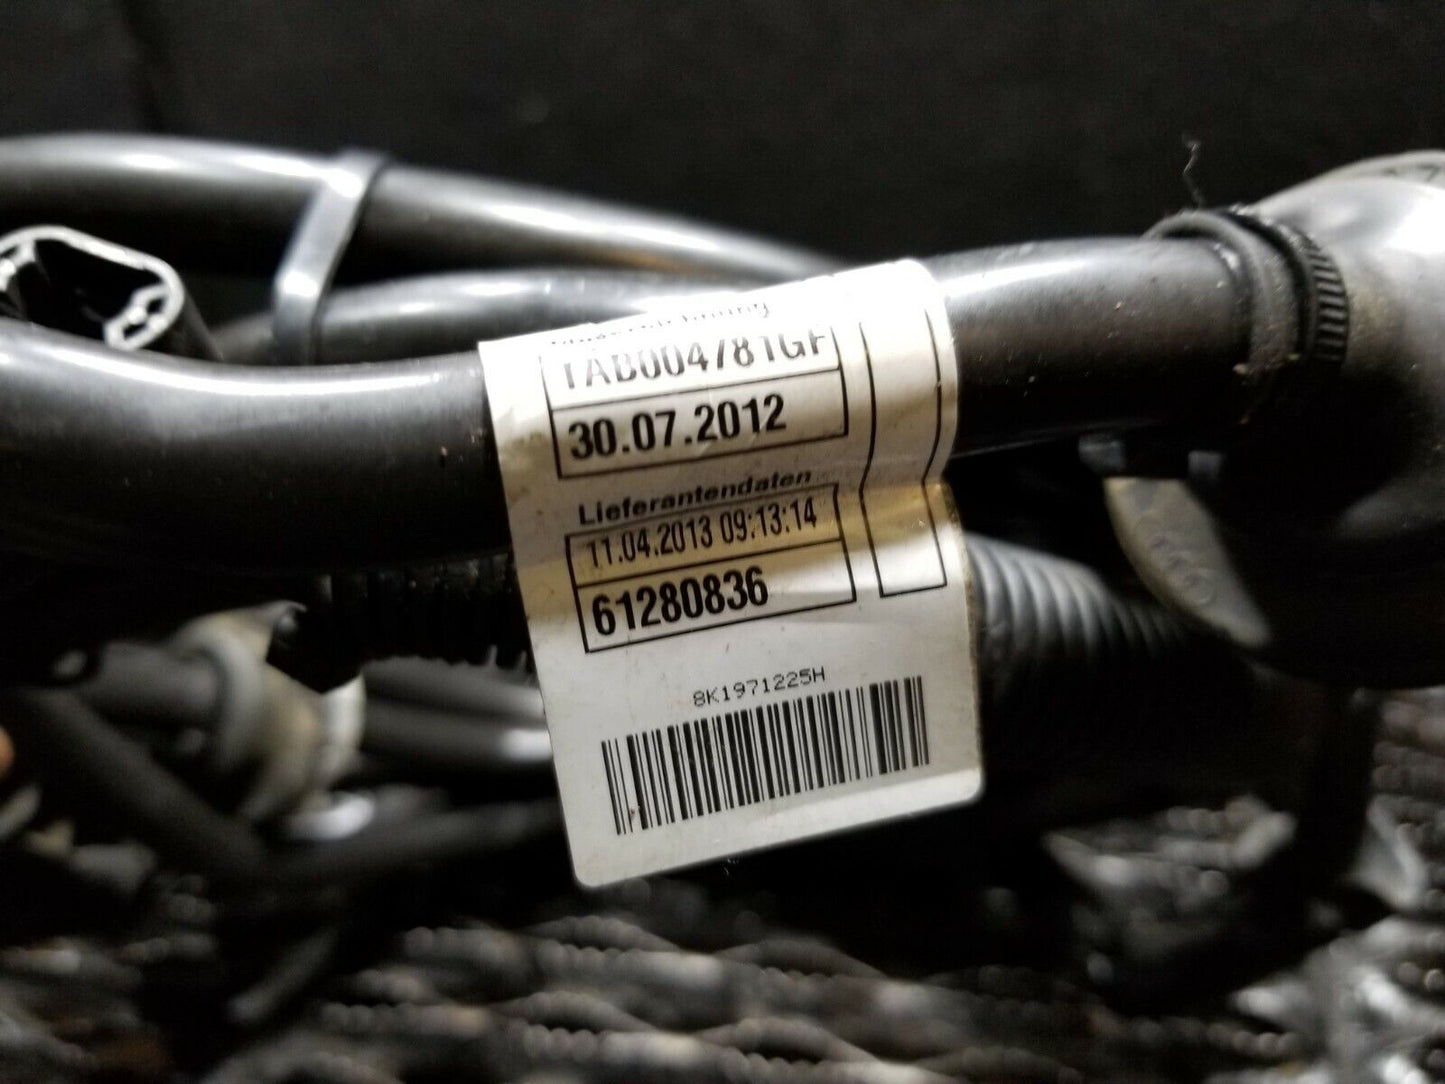 TAB004781GF
30.07.2012
Lieferantendaten
11.04.2013 09:13:14
61280836
8K1971225H